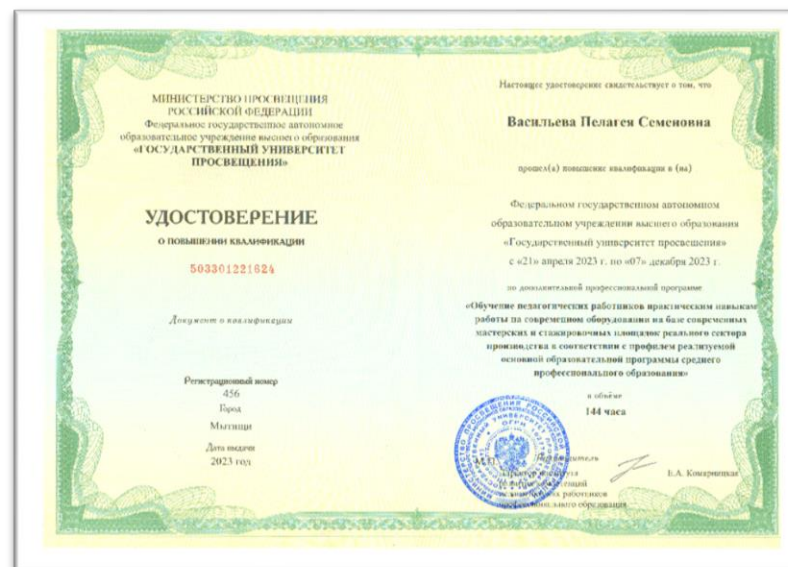 МИНИСТЕРСТВО ПРОСВЕЩЕНИЯ
РОССИЙСКОЙ ФЕДЕРАЦИИ
Федеральное государственное автономное
образовательное учреждение высшего образования
«ГОСУДАРСТВЕННЫЙ УНИВЕРСИТЕТ
ПРОСВЕЩЕНИЯ»
УДОСТОВЕРЕНИЕ
О ПОВЫШЕНИИ КВАЛИФИКАЦИИ
503301221624
Документ о квалификации
Регистрационный номер
456
Город
Мытищи
Дата выдачи
2023 год
Настоящее удостоверение свидетельствует о том, что
Васильева Пелагея Семеновна
прошел(а) повышение квалификации в (на)
Федеральном государственном автономном
образовательном учреждении высшего образования
«Государственный университет просвещения»
с «21» апреля 2023 г. по «07» декабря 2023 г.
по дополнительной профессиональной программе
«Обучение педагогических работников практическим навыкам
работы на современном оборудовании на базе современных
мастерских и стажировочных площадок реального сектора
производства в соответствии с профилем реализуемой
основной образовательной программы среднего
профессионального образования»
в объёме
144 часа
М.П. Руководитель
Е.А. Комарницкая
работников
образования